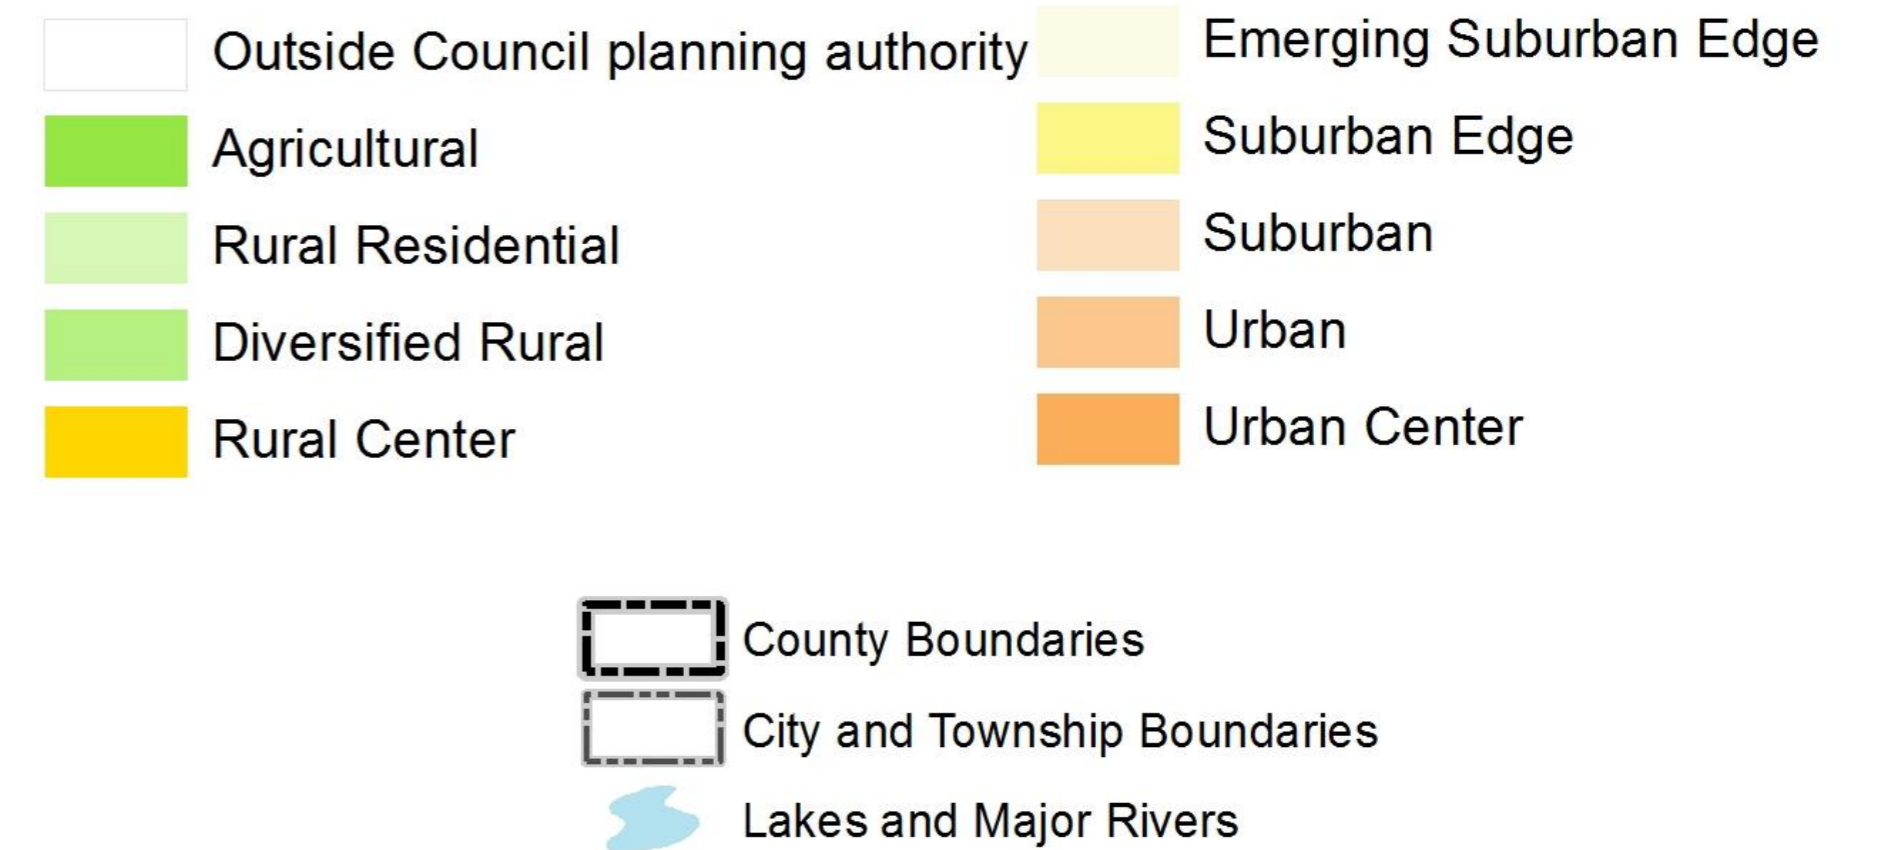 Outside Council planning authority
Agricultural
Rural Residential
Diversified Rural
Rural Center
Emerging Suburban Edge
Suburban Edge
Suburban
Urban
Urban Center
County Boundaries
City and Township Boundaries
Lakes and Major Rivers